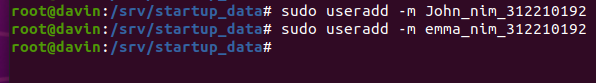 root@davin:/srv/startup_data# sudo useradd -m John_nim_312210192
root@davin:/srv/startup_data# sudo useradd -m emma_nim_312210192
root@davin:/srv/startup_data#